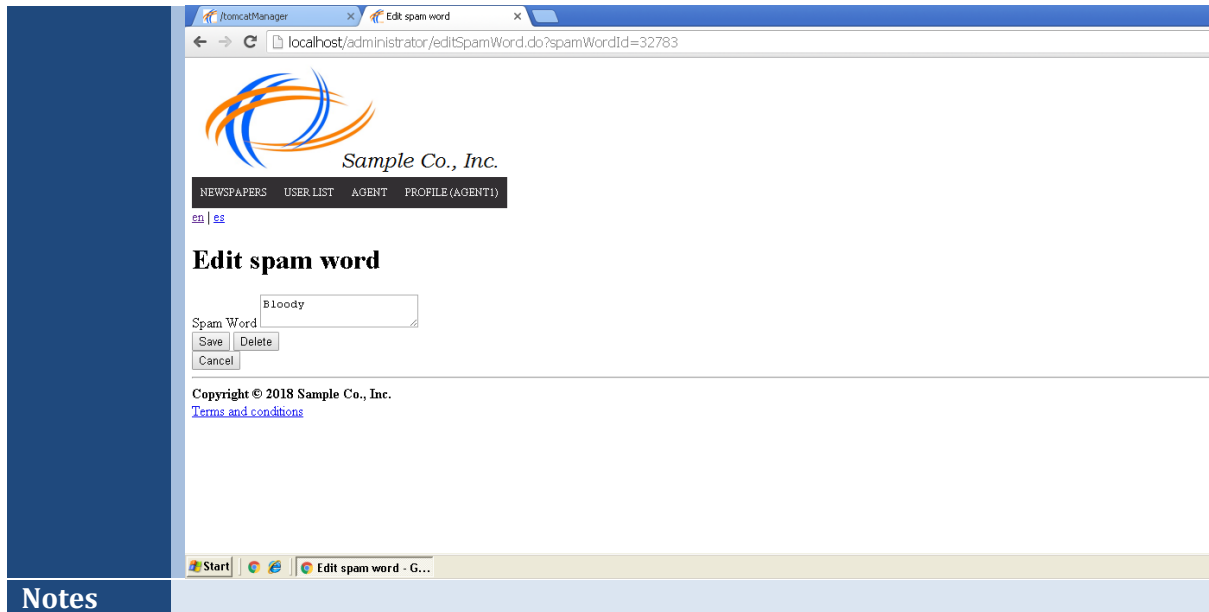 /tomcatManager
Edit spam word
localhost/administrator/editSpamWord.do?spamWordId=32783
Sample Co., Inc.
NEWSPAPERS USER LIST AGENT PROFILE (AGENT1)
en | es
Edit spam word
Bloody
Spam Word
Save Delete
Cancel
Copyright © 2018 Sample Co., Inc.
Terms and conditions
Start Edit spam word - G...
Notes